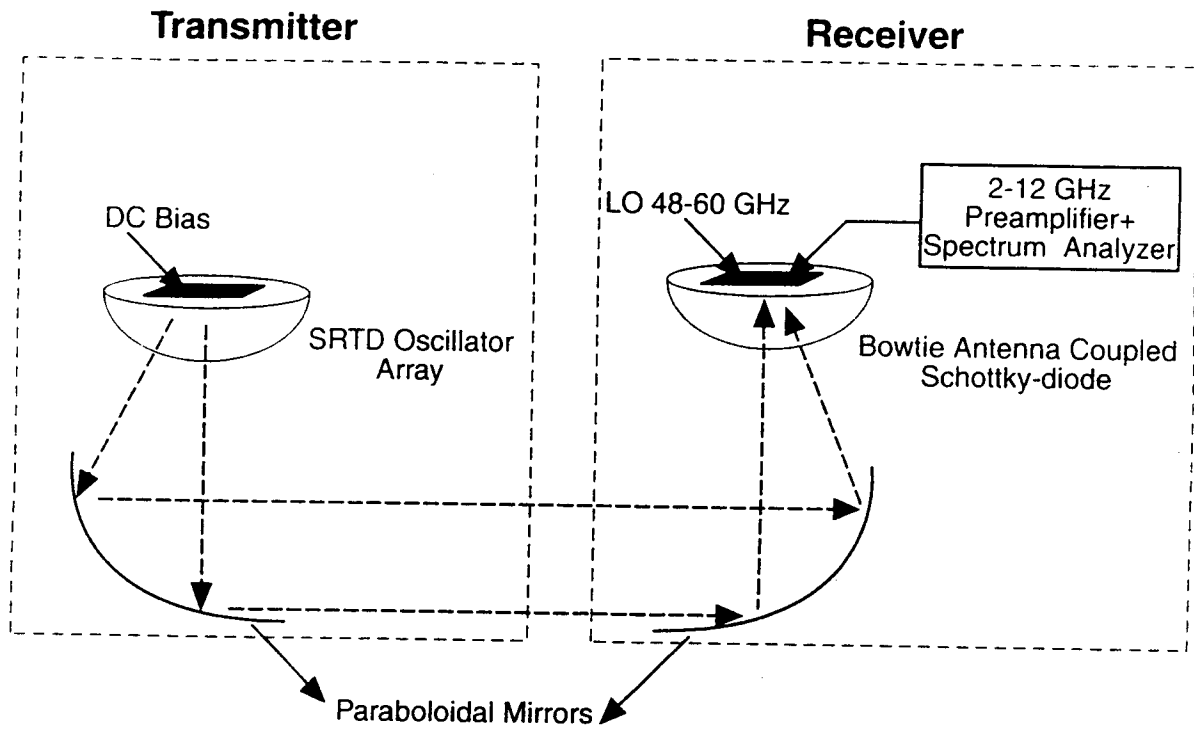 Transmitter
Receiver
DC Bias
LO 48-60 GHz
2-12 GHz
Preamplifier+
Spectrum Analyzer
SRTD Oscillator
Array
Bowtie Antenna Coupled
Schottky-diode
Paraboloidal Mirrors